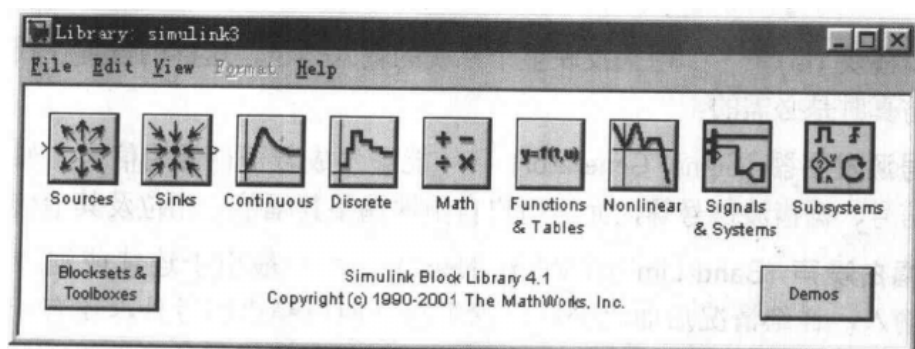 Library: simulink3
File Edit View Format Help
y=f(t,u)
Sources Sinks Continuous Discrete Math Functions & Tables Nonlinear Signals & Systems Subsystems
Blocksets & Toolboxes
Simulink Block Library 4.1
Copyright (c) 1990-2001 The MathWorks, Inc.
Demos